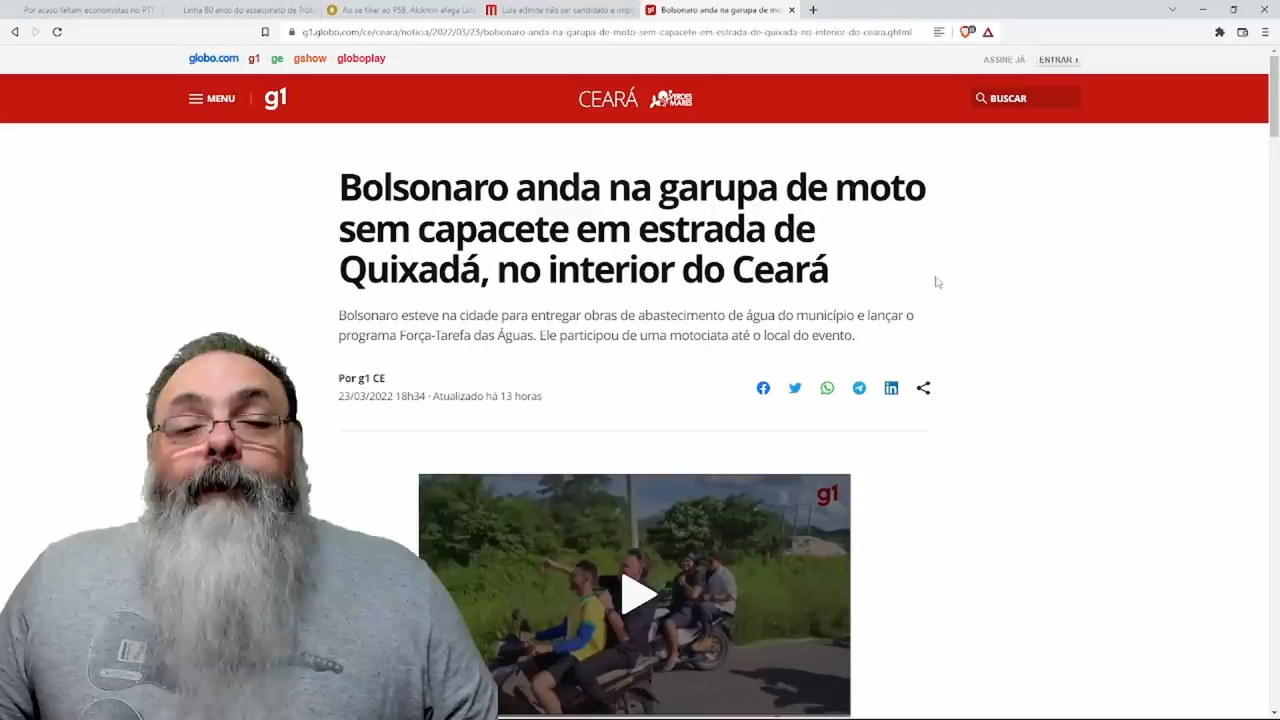 Por acaso faltam economistas no PT?
Linha 80 anos do assassinato de Trót
Ao se filiar ao PSB, Alckmin afaga Lula
Lula admite não ser candidato e impõ
Bolsonaro anda na garupa de mo
g1.globo.com/ce/ceara/noticia/2022/03/23/bolsonaro-anda-na-garupa-de-moto-sem-capacete-em-estrada-de-quixada-no-interior-do-ceara.ghtml
globo.com g1 ge gshow globoplay
ASSINE JÁ ENTRAR ›
MENU g1 CEARÁ VERDES MARES BUSCAR
Bolsonaro anda na garupa de moto
sem capacete em estrada de
Quixadá, no interior do Ceará
Bolsonaro esteve na cidade para entregar obras de abastecimento de água do município e lançar o
programa Força-Tarefa das Águas. Ele participou de uma motociata até o local do evento.
Por g1 CE
23/03/2022 18h34 · Atualizado há 13 horas
g1